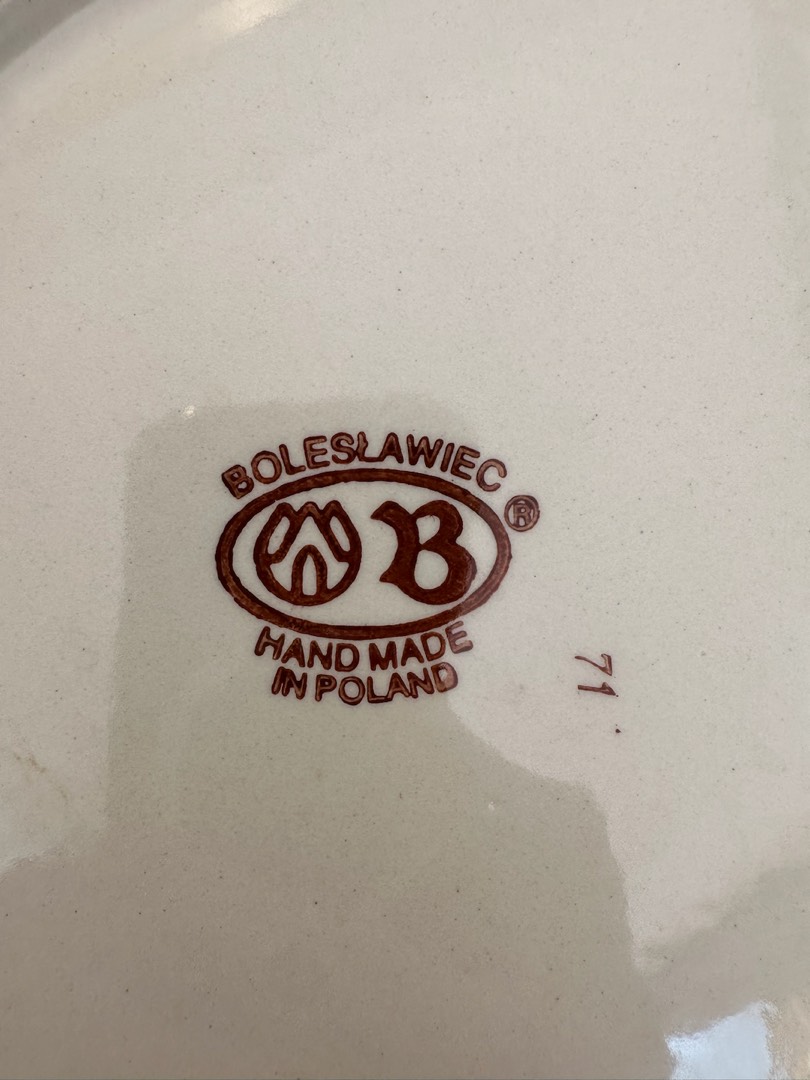 BOLESŁAWIEC
B ®
HAND MADE
IN POLAND
71